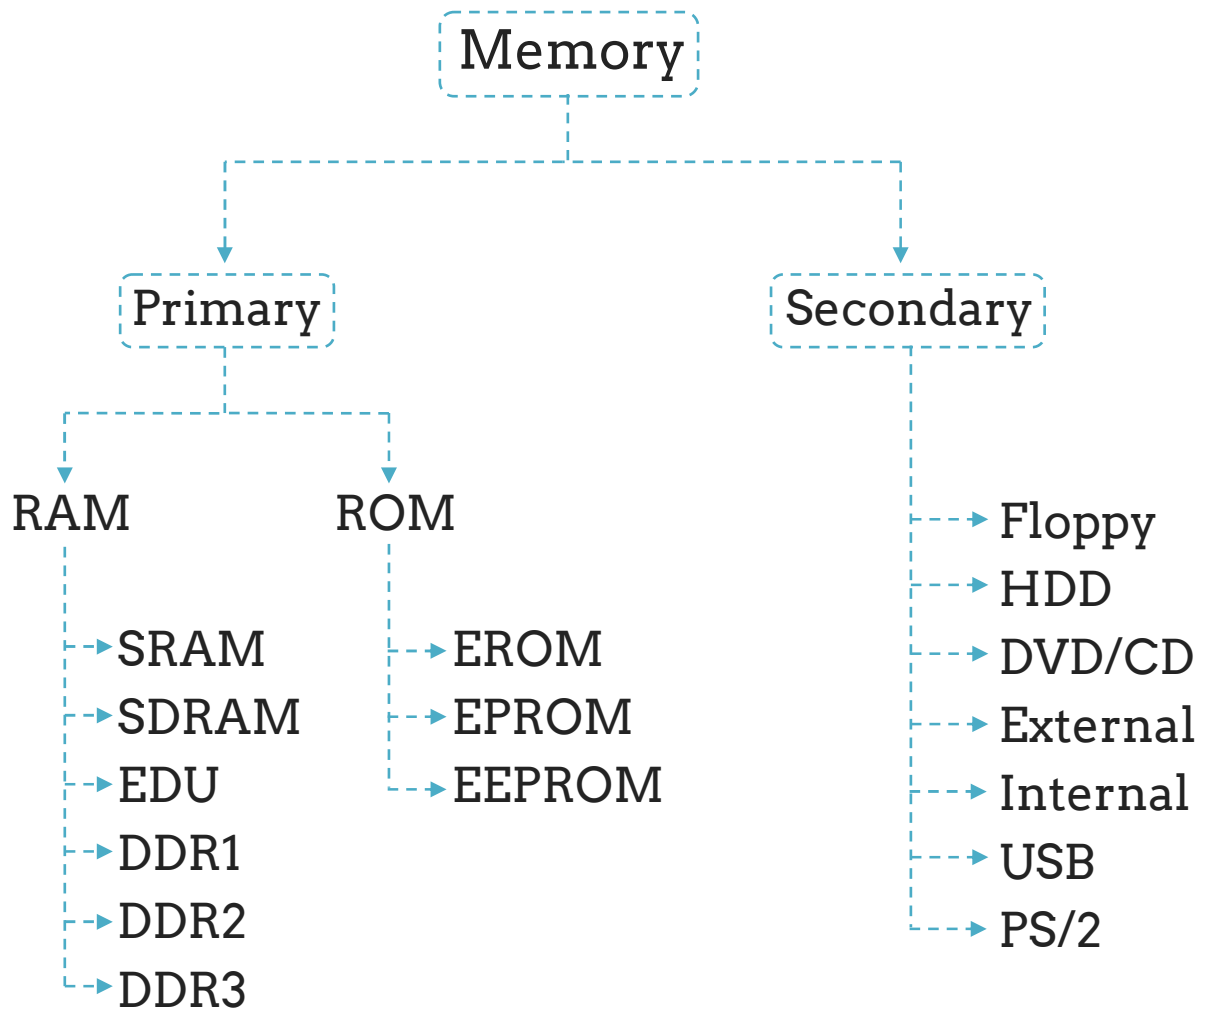 Memory
Primary
Secondary
RAM
ROM
SRAM
SDRAM
EDU
DDR1
DDR2
DDR3
EROM
EPROM
EEPROM
Floppy
HDD
DVD/CD
External
Internal
USB
PS/2